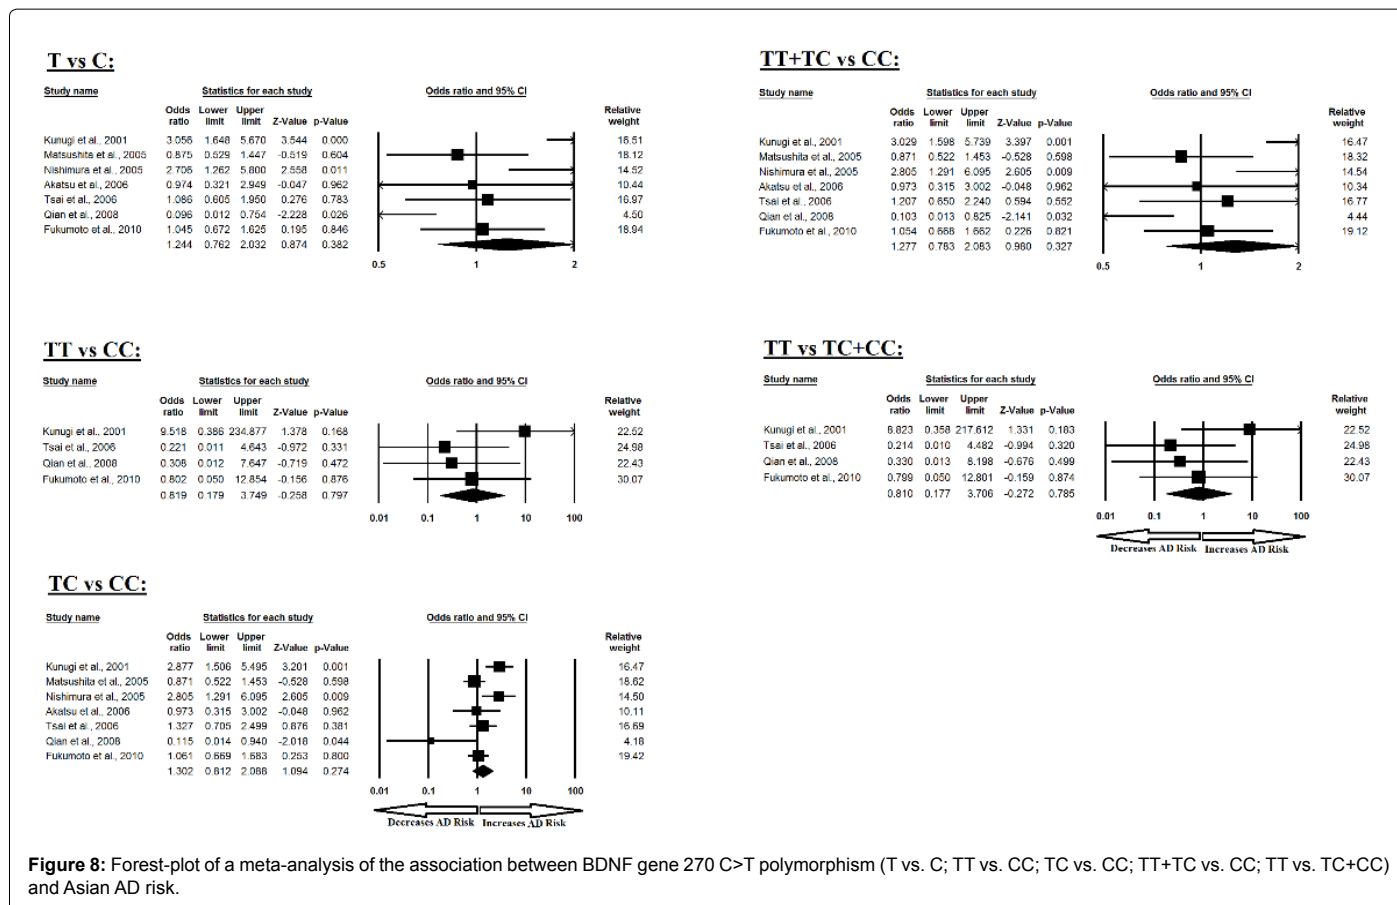 T vs C:
Study name Statistics for each study Odds ratio and 95% CI
Odds ratio Lower limit Upper limit Z-Value p-Value Relative weight
Kunugi et al., 2001 3.056 1.648 5.670 3.544 0.000 16.51
Matsushita et al., 2005 0.875 0.529 1.447 -0.519 0.604 18.12
Nishimura et al., 2005 2.706 1.262 5.800 2.558 0.011 14.52
Akatsu et al., 2006 0.974 0.321 2.949 -0.047 0.962 10.44
Tsai et al., 2006 1.086 0.605 1.950 0.276 0.783 16.97
Qian et al., 2008 0.096 0.012 0.754 -2.228 0.026 4.50
Fukumoto et al., 2010 1.045 0.672 1.625 0.195 0.846 18.94
1.244 0.762 2.032 0.874 0.382
0.5 1 2
TT+TC vs CC:
Study name Statistics for each study Odds ratio and 95% CI
Odds ratio Lower limit Upper limit Z-Value p-Value Relative weight
Kunugi et al., 2001 3.029 1.598 5.739 3.397 0.001 16.47
Matsushita et al., 2005 0.871 0.522 1.453 -0.528 0.598 18.32
Nishimura et al., 2005 2.805 1.291 6.095 2.605 0.009 14.54
Akatsu et al., 2006 0.973 0.315 3.002 -0.048 0.962 10.34
Tsai et al., 2006 1.207 0.650 2.240 0.594 0.552 16.77
Qian et al., 2008 0.103 0.013 0.825 -2.141 0.032 4.44
Fukumoto et al., 2010 1.054 0.668 1.662 0.226 0.821 19.12
1.277 0.783 2.083 0.980 0.327
0.5 1 2
TT vs CC:
Study name Statistics for each study Odds ratio and 95% CI
Odds ratio Lower limit Upper limit Z-Value p-Value Relative weight
Kunugi et al., 2001 9.518 0.386 234.877 1.378 0.168 22.52
Tsai et al., 2006 0.221 0.011 4.643 -0.972 0.331 24.98
Qian et al., 2008 0.308 0.012 7.647 -0.719 0.472 22.43
Fukumoto et al., 2010 0.802 0.050 12.854 -0.156 0.876 30.07
0.819 0.179 3.749 -0.258 0.797
0.01 0.1 1 10 100
TT vs TC+CC:
Study name Statistics for each study Odds ratio and 95% CI
Odds ratio Lower limit Upper limit Z-Value p-Value Relative weight
Kunugi et al., 2001 8.823 0.358 217.612 1.331 0.183 22.52
Tsai et al., 2006 0.214 0.010 4.482 -0.994 0.320 24.98
Qian et al., 2008 0.330 0.013 8.198 -0.676 0.499 22.43
Fukumoto et al., 2010 0.799 0.050 12.801 -0.159 0.874 30.07
0.810 0.177 3.706 -0.272 0.785
0.01 0.1 1 10 100
Decreases AD Risk Increases AD Risk
TC vs CC:
Study name Statistics for each study Odds ratio and 95% CI
Odds ratio Lower limit Upper limit Z-Value p-Value Relative weight
Kunugi et al., 2001 2.877 1.506 5.495 3.201 0.001 16.47
Matsushita et al., 2005 0.871 0.522 1.453 -0.528 0.598 18.62
Nishimura et al., 2005 2.805 1.291 6.095 2.605 0.009 14.50
Akatsu et al., 2006 0.973 0.315 3.002 -0.048 0.962 10.11
Tsai et al., 2006 1.327 0.705 2.499 0.876 0.381 16.69
Qian et al., 2008 0.115 0.014 0.940 -2.018 0.044 4.18
Fukumoto et al., 2010 1.061 0.669 1.683 0.253 0.800 19.42
1.302 0.812 2.088 1.094 0.274
0.01 0.1 1 10 100
Decreases AD Risk Increases AD Risk
Figure 8: Forest-plot of a meta-analysis of the association between BDNF gene 270 C>T polymorphism (T vs. C; TT vs. CC; TC vs. CC; TT+TC vs. CC; TT vs. TC+CC)
and Asian AD risk.